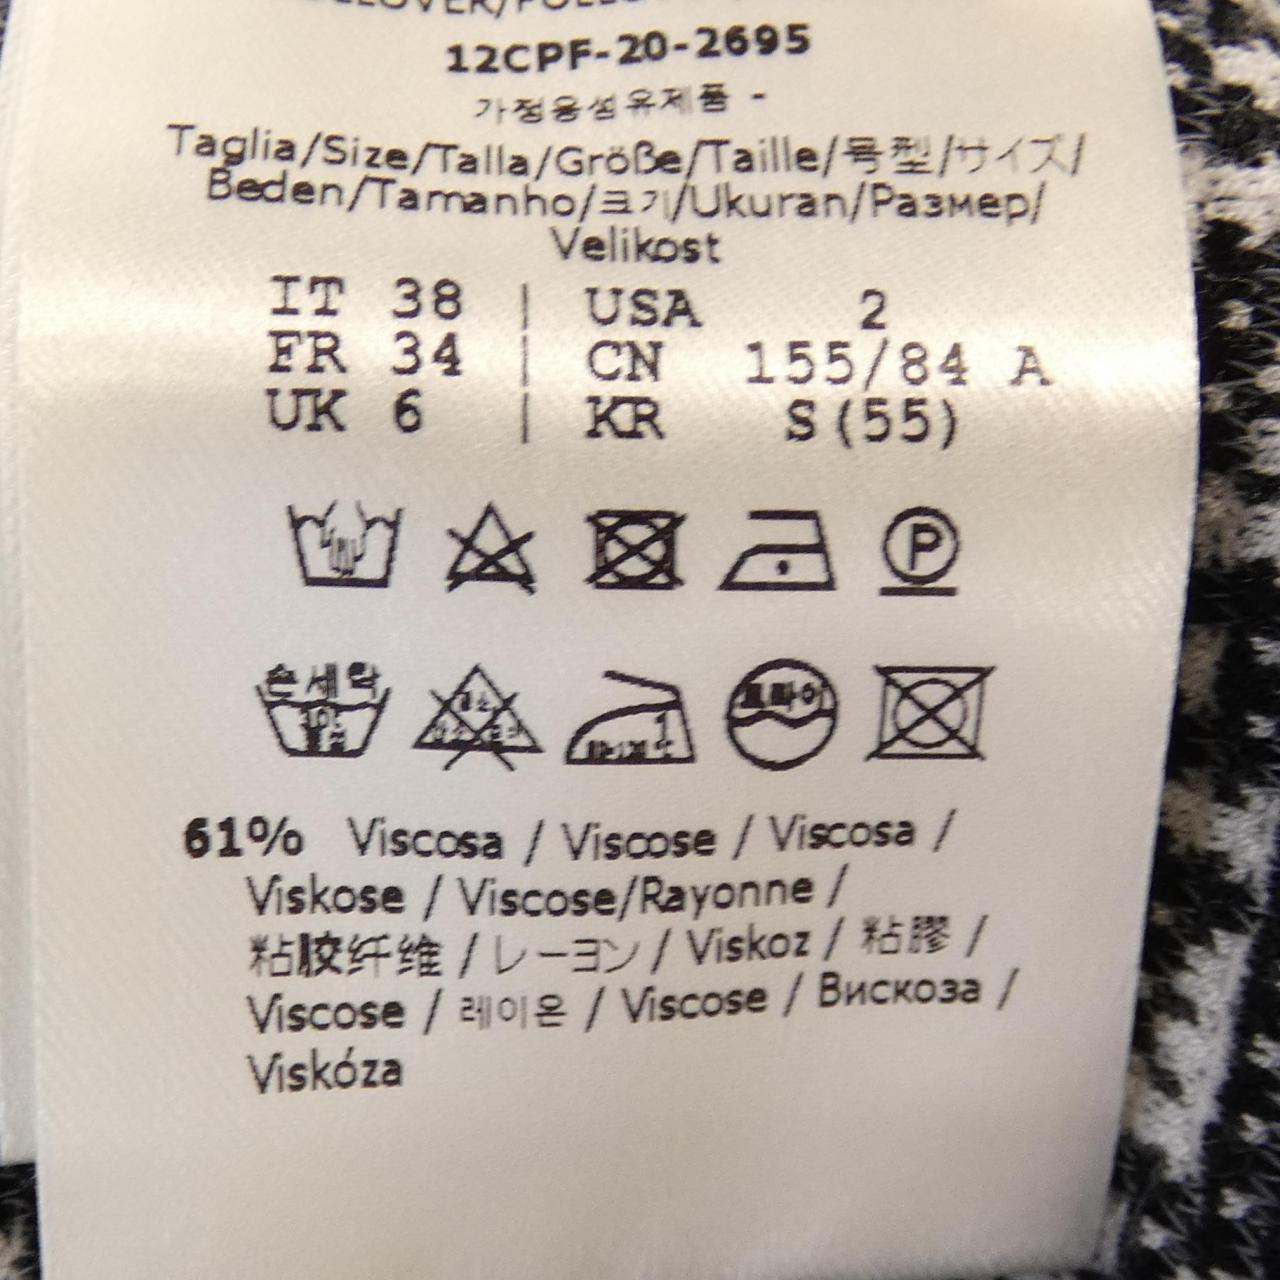 12CPF-20-2695
가정용섬유제품 -
Taglia/Size/Talla/Größe/Taille/号型/サイズ/
Beden/Tamanho/크기/Ukuran/Размер/
Velikost
IT 38 | USA 2
FR 34 | CN 155/84 A
UK 6 | KR S(55)
P
손세탁
61% Viscosa / Viscose / Viscosa /
Viskose / Viscose/Rayonne /
粘胶纤维 / レーヨン / Viskoz / 粘膠 /
Viscose / 레이온 / Viscose / Вискоза /
Viskóza